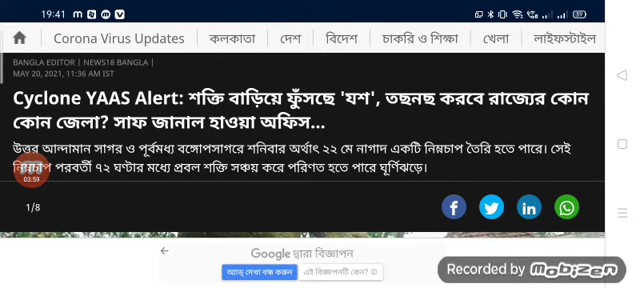 19:41
89
Corona Virus Updates কলকাতা দেশ বিদেশ চাকরি ও শিক্ষা খেলা লাইফস্টাইল
BANGLA EDITOR | NEWS18 BANGLA |
MAY 20, 2021, 11:36 AM IST
Cyclone YAAS Alert: শক্তি বাড়িয়ে ফুঁসছে 'যশ', তছনছ করবে রাজ্যের কোন
কোন জেলা? সাফ জানাল হাওয়া অফিস...
উত্তর আন্দামান সাগর ও পূর্বমধ্য বঙ্গোপসাগরে শনিবার অর্থাৎ ২২ মে নাগাদ একটি নিম্নচাপ তৈরি হতে পারে। সেই
নিম্নচাপ পরবর্তী ৭২ ঘণ্টার মধ্যে প্রবল শক্তি সঞ্চয় করে পরিণত হতে পারে ঘূর্ণিঝড়ে।
03:59
1/8
Google দ্বারা বিজ্ঞাপন
অ্যাড্ দেখা বন্ধ করুন এই বিজ্ঞাপনটি কেন?
Recorded by Mobizen